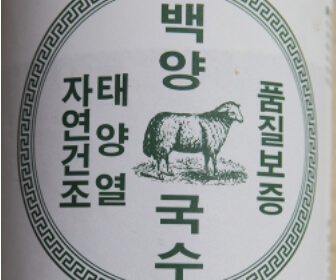 백양
국수
태양열
자연건조
품질보증